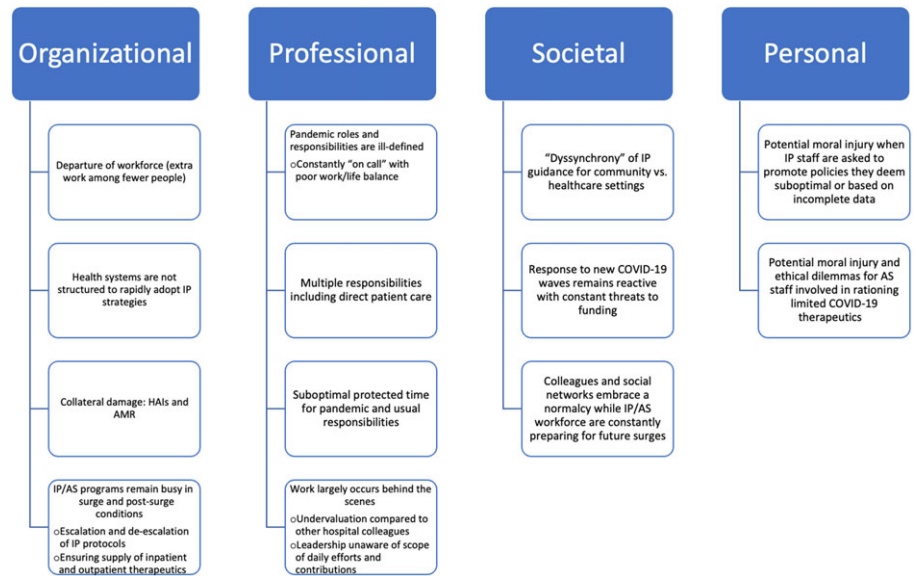 Organizational
Departure of workforce (extra
work among fewer people)
Health systems are not
structured to rapidly adopt IP
strategies
Collateral damage: HAIs and
AMR
IP/AS programs remain busy in
surge and post-surge
conditions
oEscalation and de-escalation
of IP protocols
oEnsuring supply of inpatient
and outpatient therapeutics
Professional
Pandemic roles and
responsibilities are ill-defined
oConstantly “on call” with
poor work/life balance
Multiple responsibilities
including direct patient care
Suboptimal protected time
for pandemic and usual
responsibilities
Work largely occurs behind the
scenes
oUndervaluation compared to
other hospital colleagues
oLeadership unaware of scope
of daily efforts and
contributions
Societal
“Dyssynchrony” of IP
guidance for community vs.
healthcare settings
Response to new COVID-19
waves remains reactive
with constant threats to
funding
Colleagues and social
networks embrace a
normalcy while IP/AS
workforce are constantly
preparing for future surges
Personal
Potential moral injury when
IP staff are asked to
promote policies they deem
suboptimal or based on
incomplete data
Potential moral injury and
ethical dilemmas for AS
staff involved in rationing
limited COVID-19
therapeutics